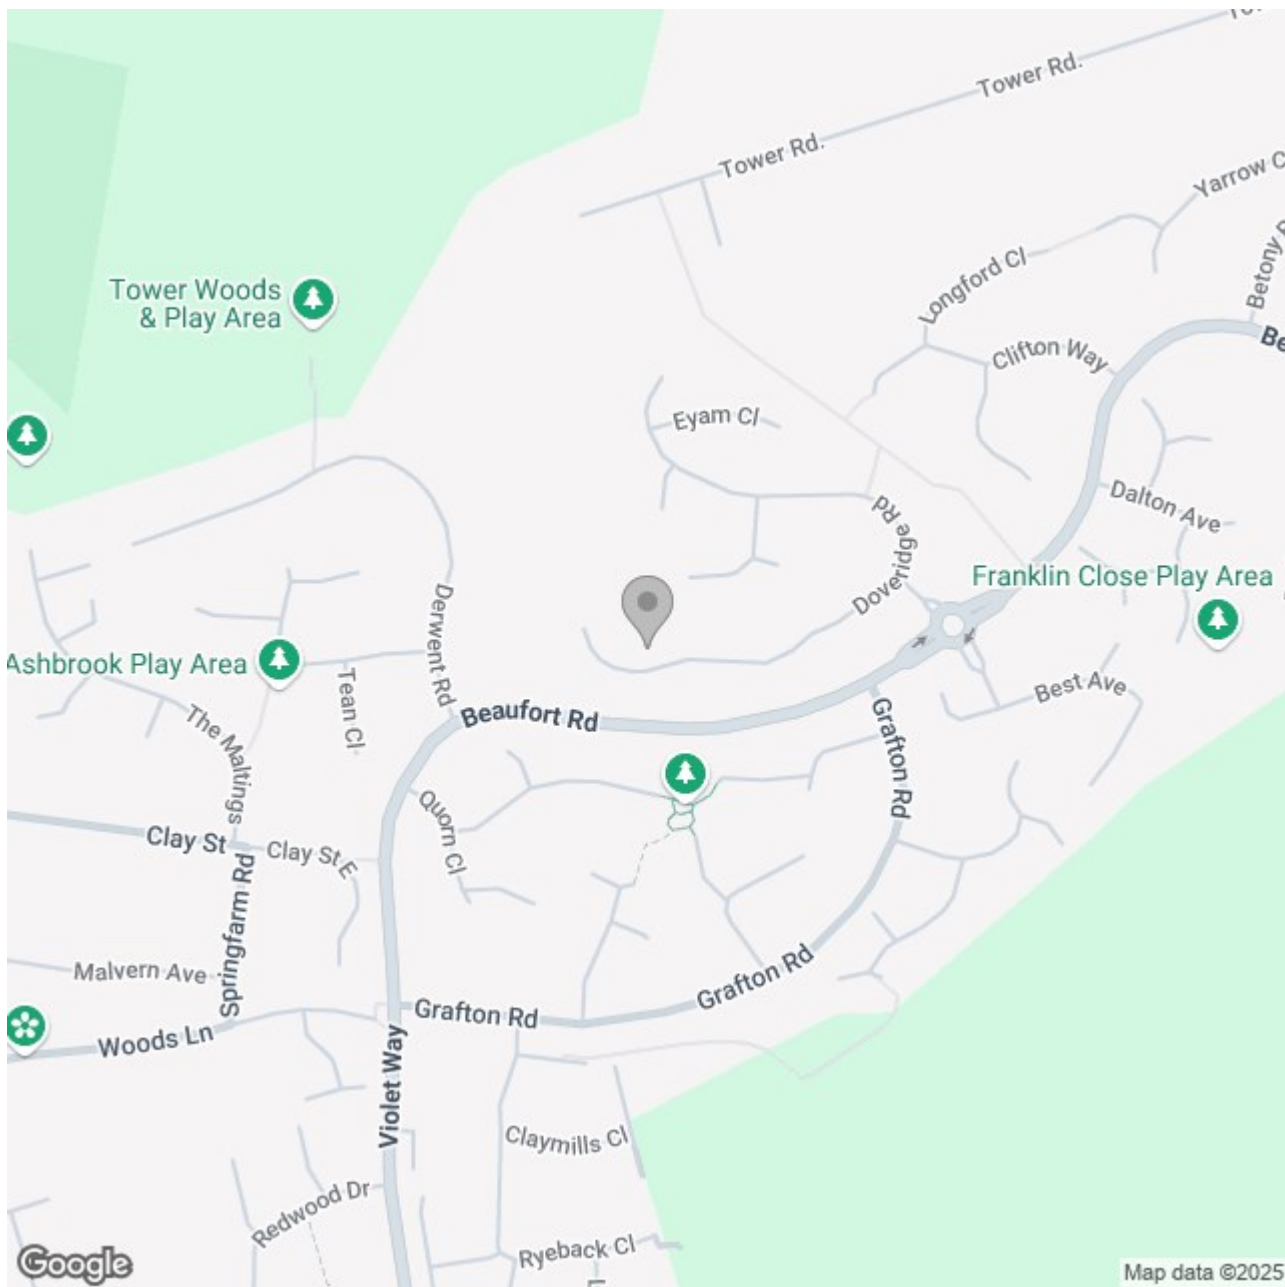 Tower Rd.
Tower Rd.
Longford Cl
Clifton Way
Tower Woods
& Play Area
Eyam Cl
Dalton Ave
Doveridge Rd
Franklin Close Play Area
Derwent Rd
Ashbrook Play Area
Tean Cl
Best Ave
Beaufort Rd
The Maltings
Grafton Rd
Quorn Cl
Clay St
Clay St E
Springfarm Rd
Malvern Ave
Grafton Rd
Grafton Rd
Woods Ln
Violet Way
Claymills Cl
Redwood Dr
Ryeback Cl
Google
Map data ©2025